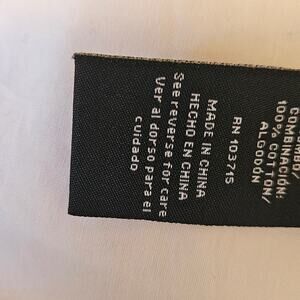 COMBINACIÓN:
100% COTTON/
ALGODÓN
RN 103715
MADE IN CHINA
HECHO EN CHINA
See reverse for care
Ver al dorso para el
cuidado